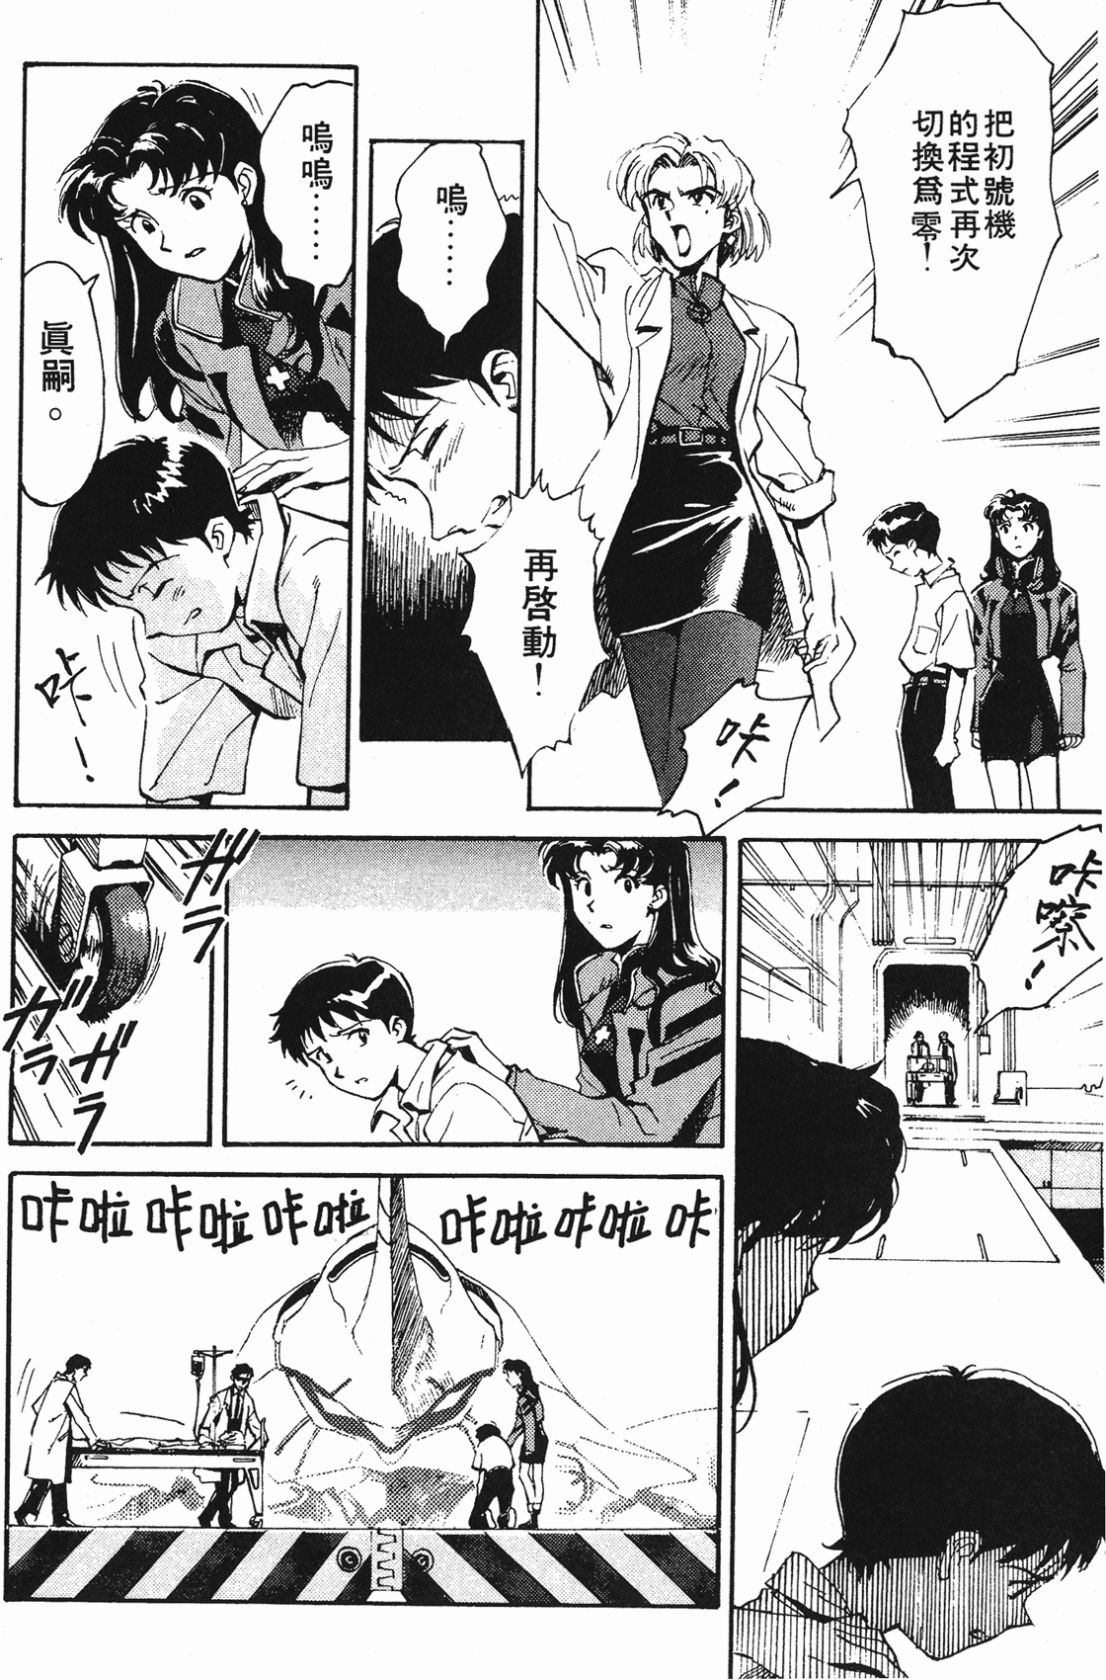 把初號機
的程式再次
切換爲零！
再啓動！
咔！
嗚……
嗚嗚……
眞嗣。
咔！
咔嚓！
ガラ
ガラ
ガラ
咔啦咔啦咔啦
咔啦咔啦咔